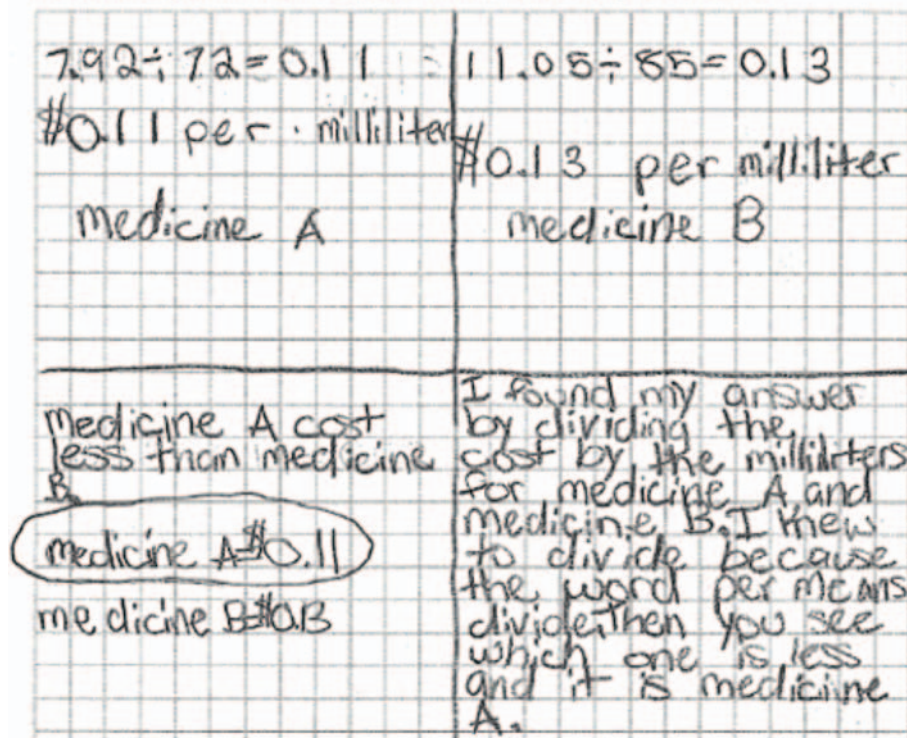 7.92÷72=0.11
$0.11 per milliliter
medicine A
11.05÷85=0.13
$0.13 per milliliter
medicine B
medicine A cost
less than medicine
B.
medicine A=$0.11
medicine B=$0.13
I found my answer
by dividing the
cost by the milliliters
for medicine A and
medicine B. I knew
to divide because
the word per means
divide. Then you see
which one is less
and it is medicine
A.